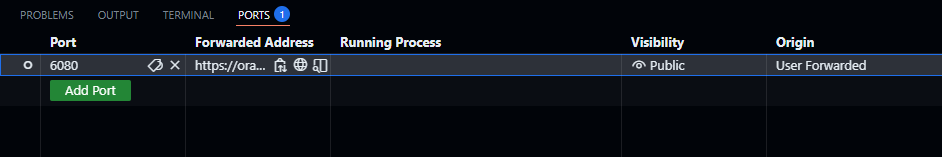 PROBLEMS OUTPUT TERMINAL PORTS 1
Port Forwarded Address Running Process Visibility Origin
6080 https://ora... Public User Forwarded
Add Port